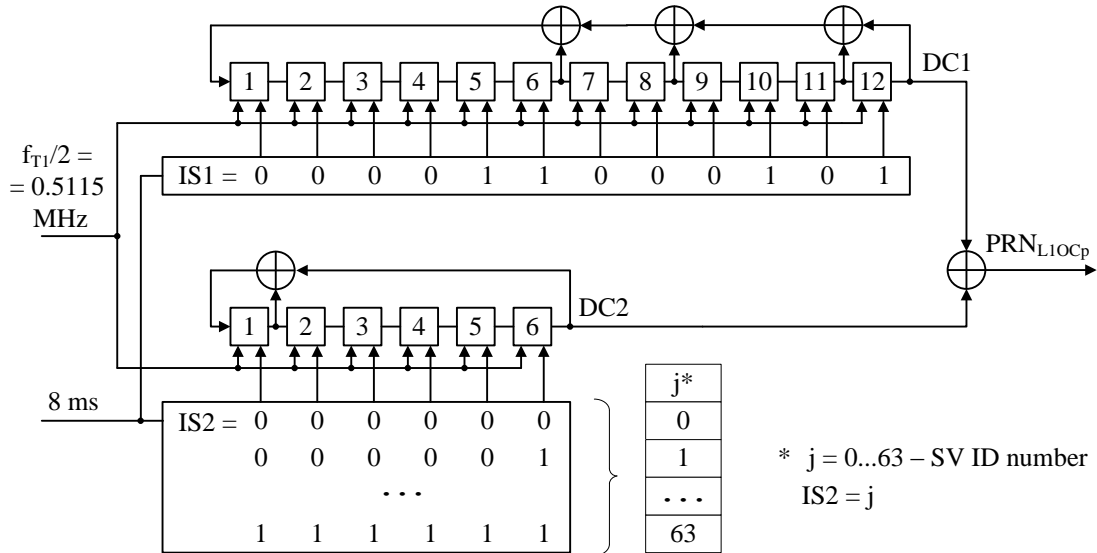 DC1
1 2 3 4 5 6 7 8 9 10 11 12
f_T1/2 =
= 0.5115
MHz
IS1 = 0 0 0 0 1 1 0 0 0 1 0 1
PRN_L1OCp
DC2
1 2 3 4 5 6
8 ms
IS2 = 0 0 0 0 0 0
0 0 0 0 0 1
. . .
1 1 1 1 1 1
j*
0
1
. . .
63
* j = 0...63 – SV ID number
IS2 = j